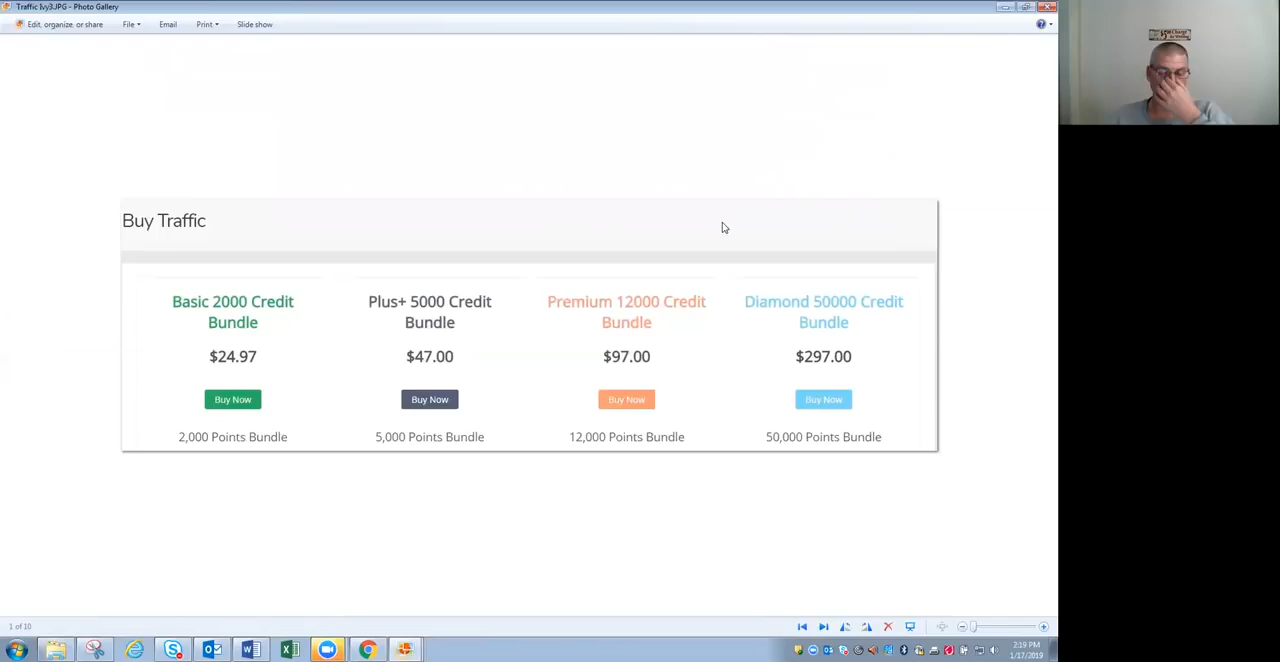 Traffic Ivy3.JPG - Photo Gallery
Edit, organize, or share File Email Print Slide show
Buy Traffic
Basic 2000 Credit
Bundle
$24.97
Buy Now
2,000 Points Bundle
Plus+ 5000 Credit
Bundle
$47.00
Buy Now
5,000 Points Bundle
Premium 12000 Credit
Bundle
$97.00
Buy Now
12,000 Points Bundle
Diamond 50000 Credit
Bundle
$297.00
Buy Now
50,000 Points Bundle
1 of 10
2:19 PM
1/17/2019